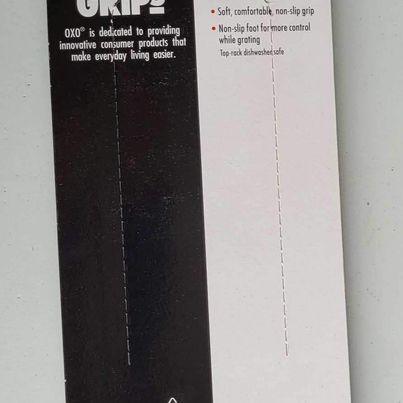 GRIPS
OXO® is dedicated to providing
innovative consumer products that
make everyday living easier.
• Soft, comfortable, non-slip grip
• Non-slip foot for more control
while grating
Top-rack dishwasher safe